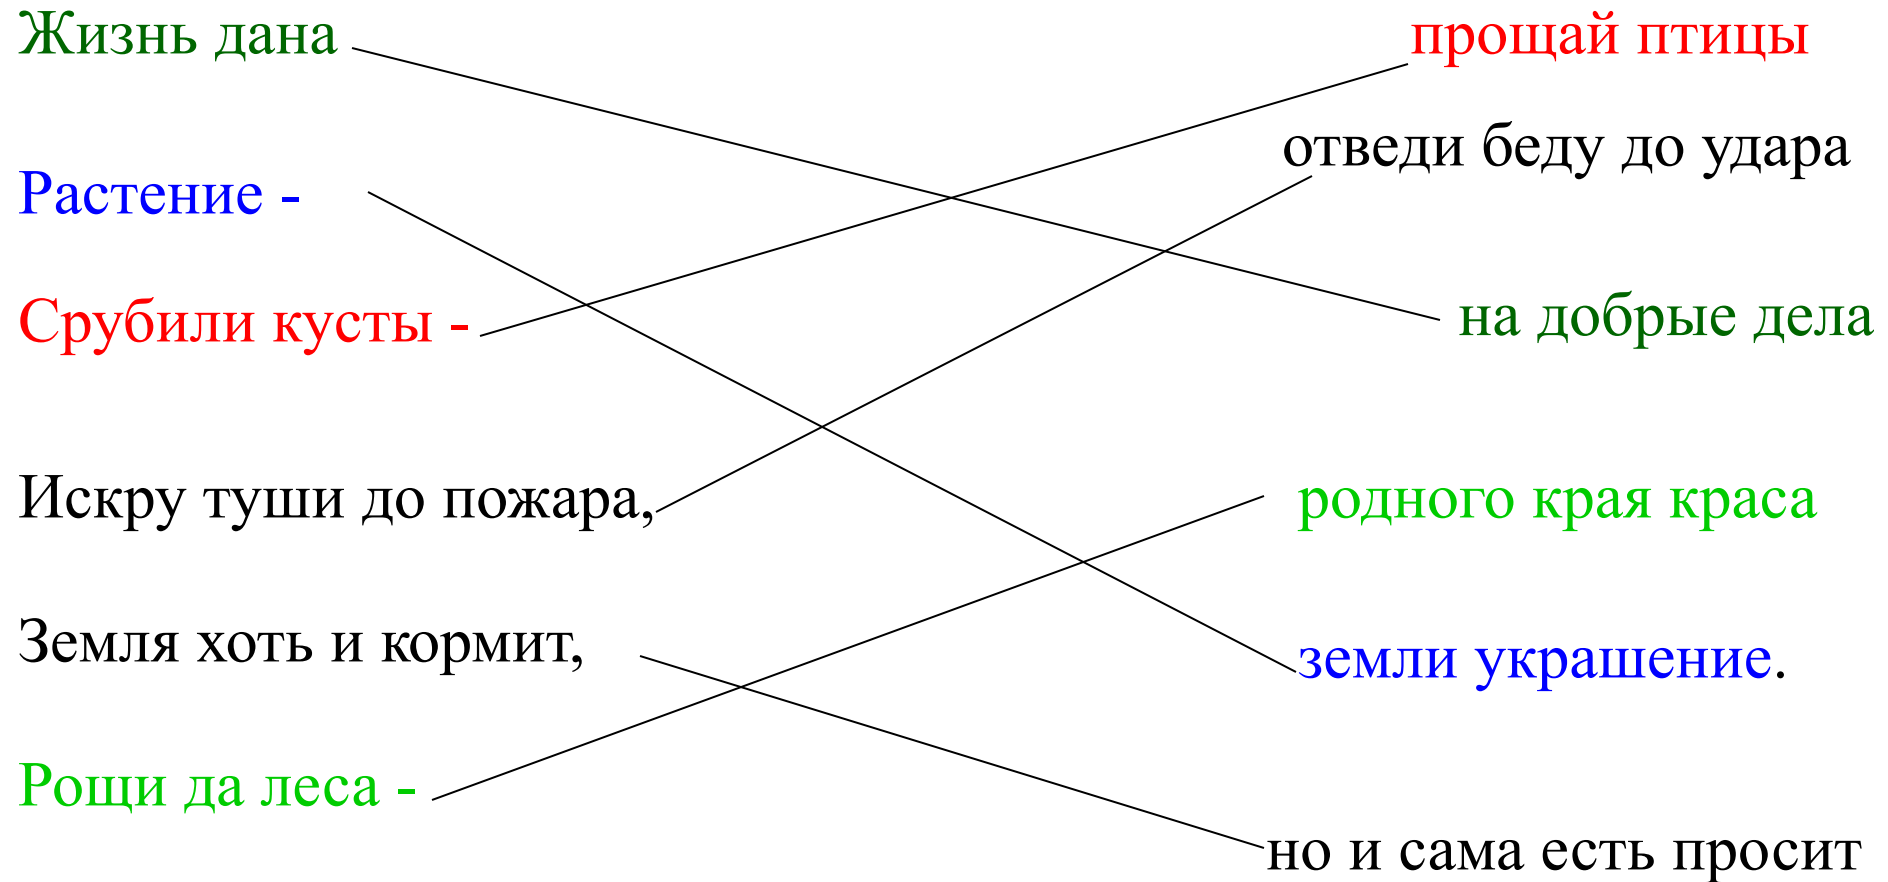 Жизнь дана
прощай птицы
отведи беду до удара
Растение -
Срубили кусты -
на добрые дела
Искру туши до пожара,
родного края краса
Земля хоть и кормит,
земли украшение.
Рощи да леса -
но и сама есть просит